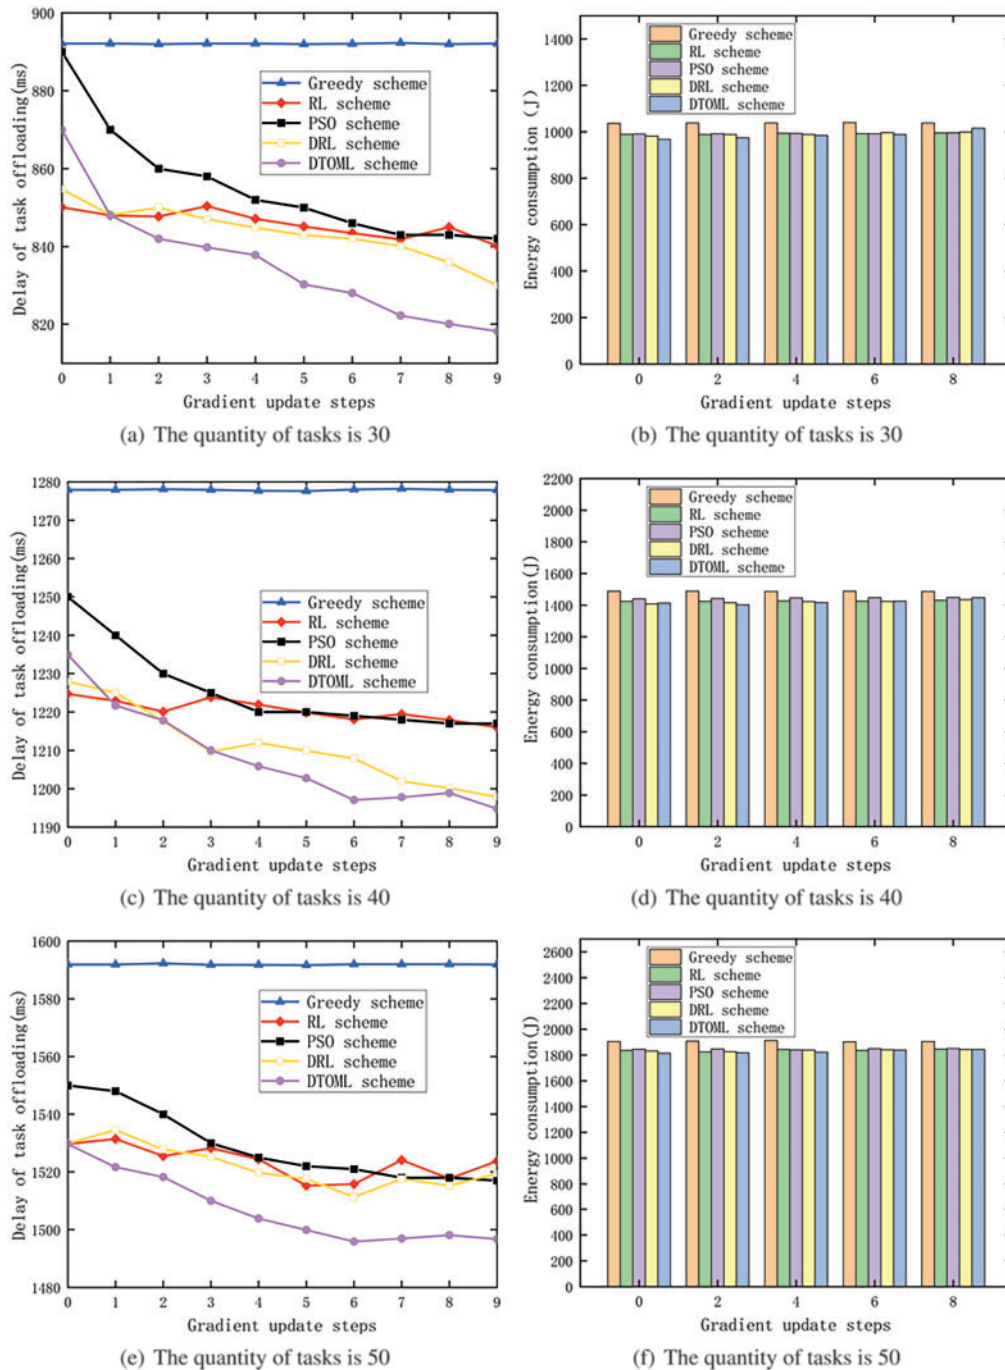 900
880
860
840
820
Delay of task offloading(ms)
Greedy scheme
RL scheme
PSO scheme
DRL scheme
DTOML scheme
0 1 2 3 4 5 6 7 8 9
Gradient update steps
(a) The quantity of tasks is 30
1400
1200
1000
800
600
400
200
0
Energy consumption (J)
Greedy scheme
RL scheme
PSO scheme
DRL scheme
DTOML scheme
0 2 4 6 8
Gradient update steps
(b) The quantity of tasks is 30
1280
1270
1250
1240
1230
1220
1210
1200
1190
Delay of task offloading(ms)
Greedy scheme
RL scheme
PSO scheme
DRL scheme
DTOML scheme
0 1 2 3 4 5 6 7 8 9
Gradient update steps
(c) The quantity of tasks is 40
2200
2000
1800
1600
1400
1200
1000
800
600
400
200
0
Energy consumption(J)
Greedy scheme
RL scheme
PSO scheme
DRL scheme
DTOML scheme
0 2 4 6 8
Gradient update steps
(d) The quantity of tasks is 40
1600
1580
1560
1540
1520
1500
1480
Delay of task offloading(ms)
Greedy scheme
RL scheme
PSO scheme
DRL scheme
DTOML scheme
0 1 2 3 4 5 6 7 8 9
Gradient update steps
(e) The quantity of tasks is 50
2600
2400
2200
2000
1800
1600
1400
1200
1000
800
600
400
200
0
Energy consumption(J)
Greedy scheme
RL scheme
PSO scheme
DRL scheme
DTOML scheme
0 2 4 6 8
Gradient update steps
(f) The quantity of tasks is 50